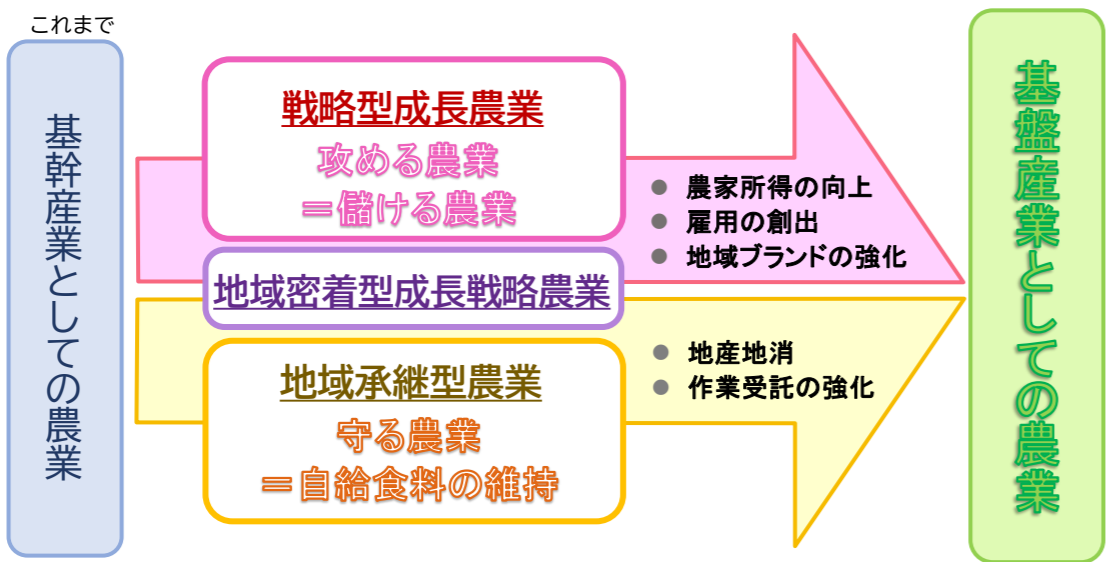 これまで
基幹産業としての農業
戦略型成長農業
攻める農業
＝儲ける農業
● 農家所得の向上
● 雇用の創出
● 地域ブランドの強化
地域密着型成長戦略農業
地域承継型農業
守る農業
＝自給食料の維持
● 地産地消
● 作業受託の強化
基盤産業としての農業